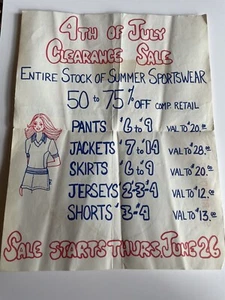 4TH OF JULY
CLEARANCE SALE
ENTIRE STOCK OF SUMMER SPORTSWEAR
50 to 75% OFF COMP. RETAIL
PANTS $6 to $9 VAL TO $20.00
JACKETS $7 to $14 VAL TO $28.00
SKIRTS $6 to $9 VAL TO $20.00
JERSEYS $2-3-$4 VAL TO $12.00
SHORTS $3-$4 VAL TO $13.00
SALE STARTS THURS. JUNE 26